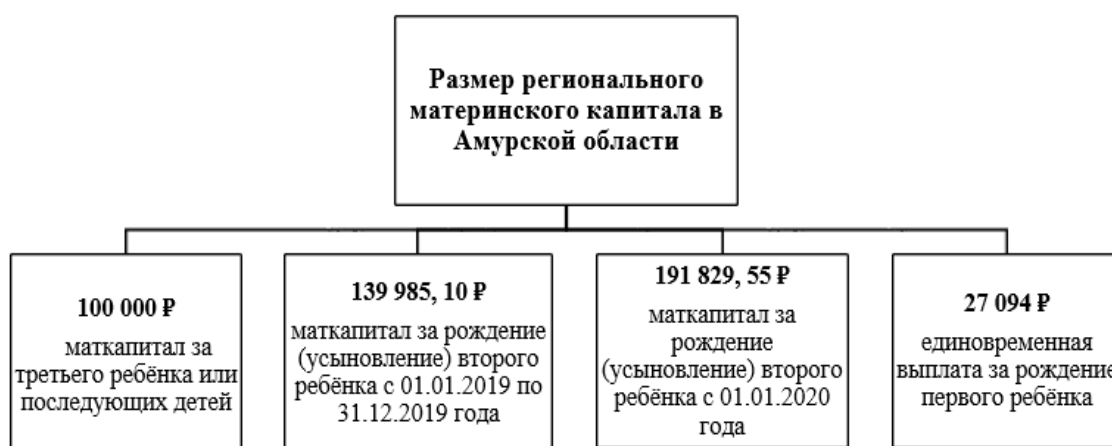 Размер регионального
материнского капитала в
Амурской области
100 000 ₽
маткапитал за
третьего ребёнка или
последующих детей
139 985, 10 ₽
маткапитал за рождение
(усыновление) второго
ребёнка с 01.01.2019 по
31.12.2019 года
191 829, 55 ₽
маткапитал за
рождение
(усыновление) второго
ребёнка с 01.01.2020
года
27 094 ₽
единовременная
выплата за рождение
первого ребёнка